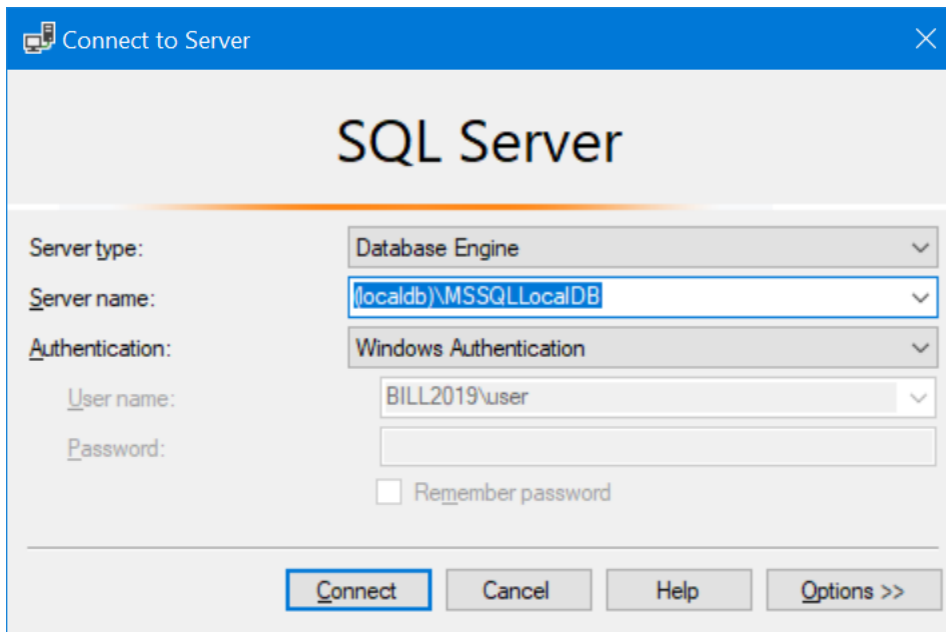 Connect to Server
SQL Server
Server type: Database Engine
Server name: (localdb)\MSSQLLocalDB
Authentication: Windows Authentication
User name: BILL2019\user
Password:
Remember password
Connect Cancel Help Options >>